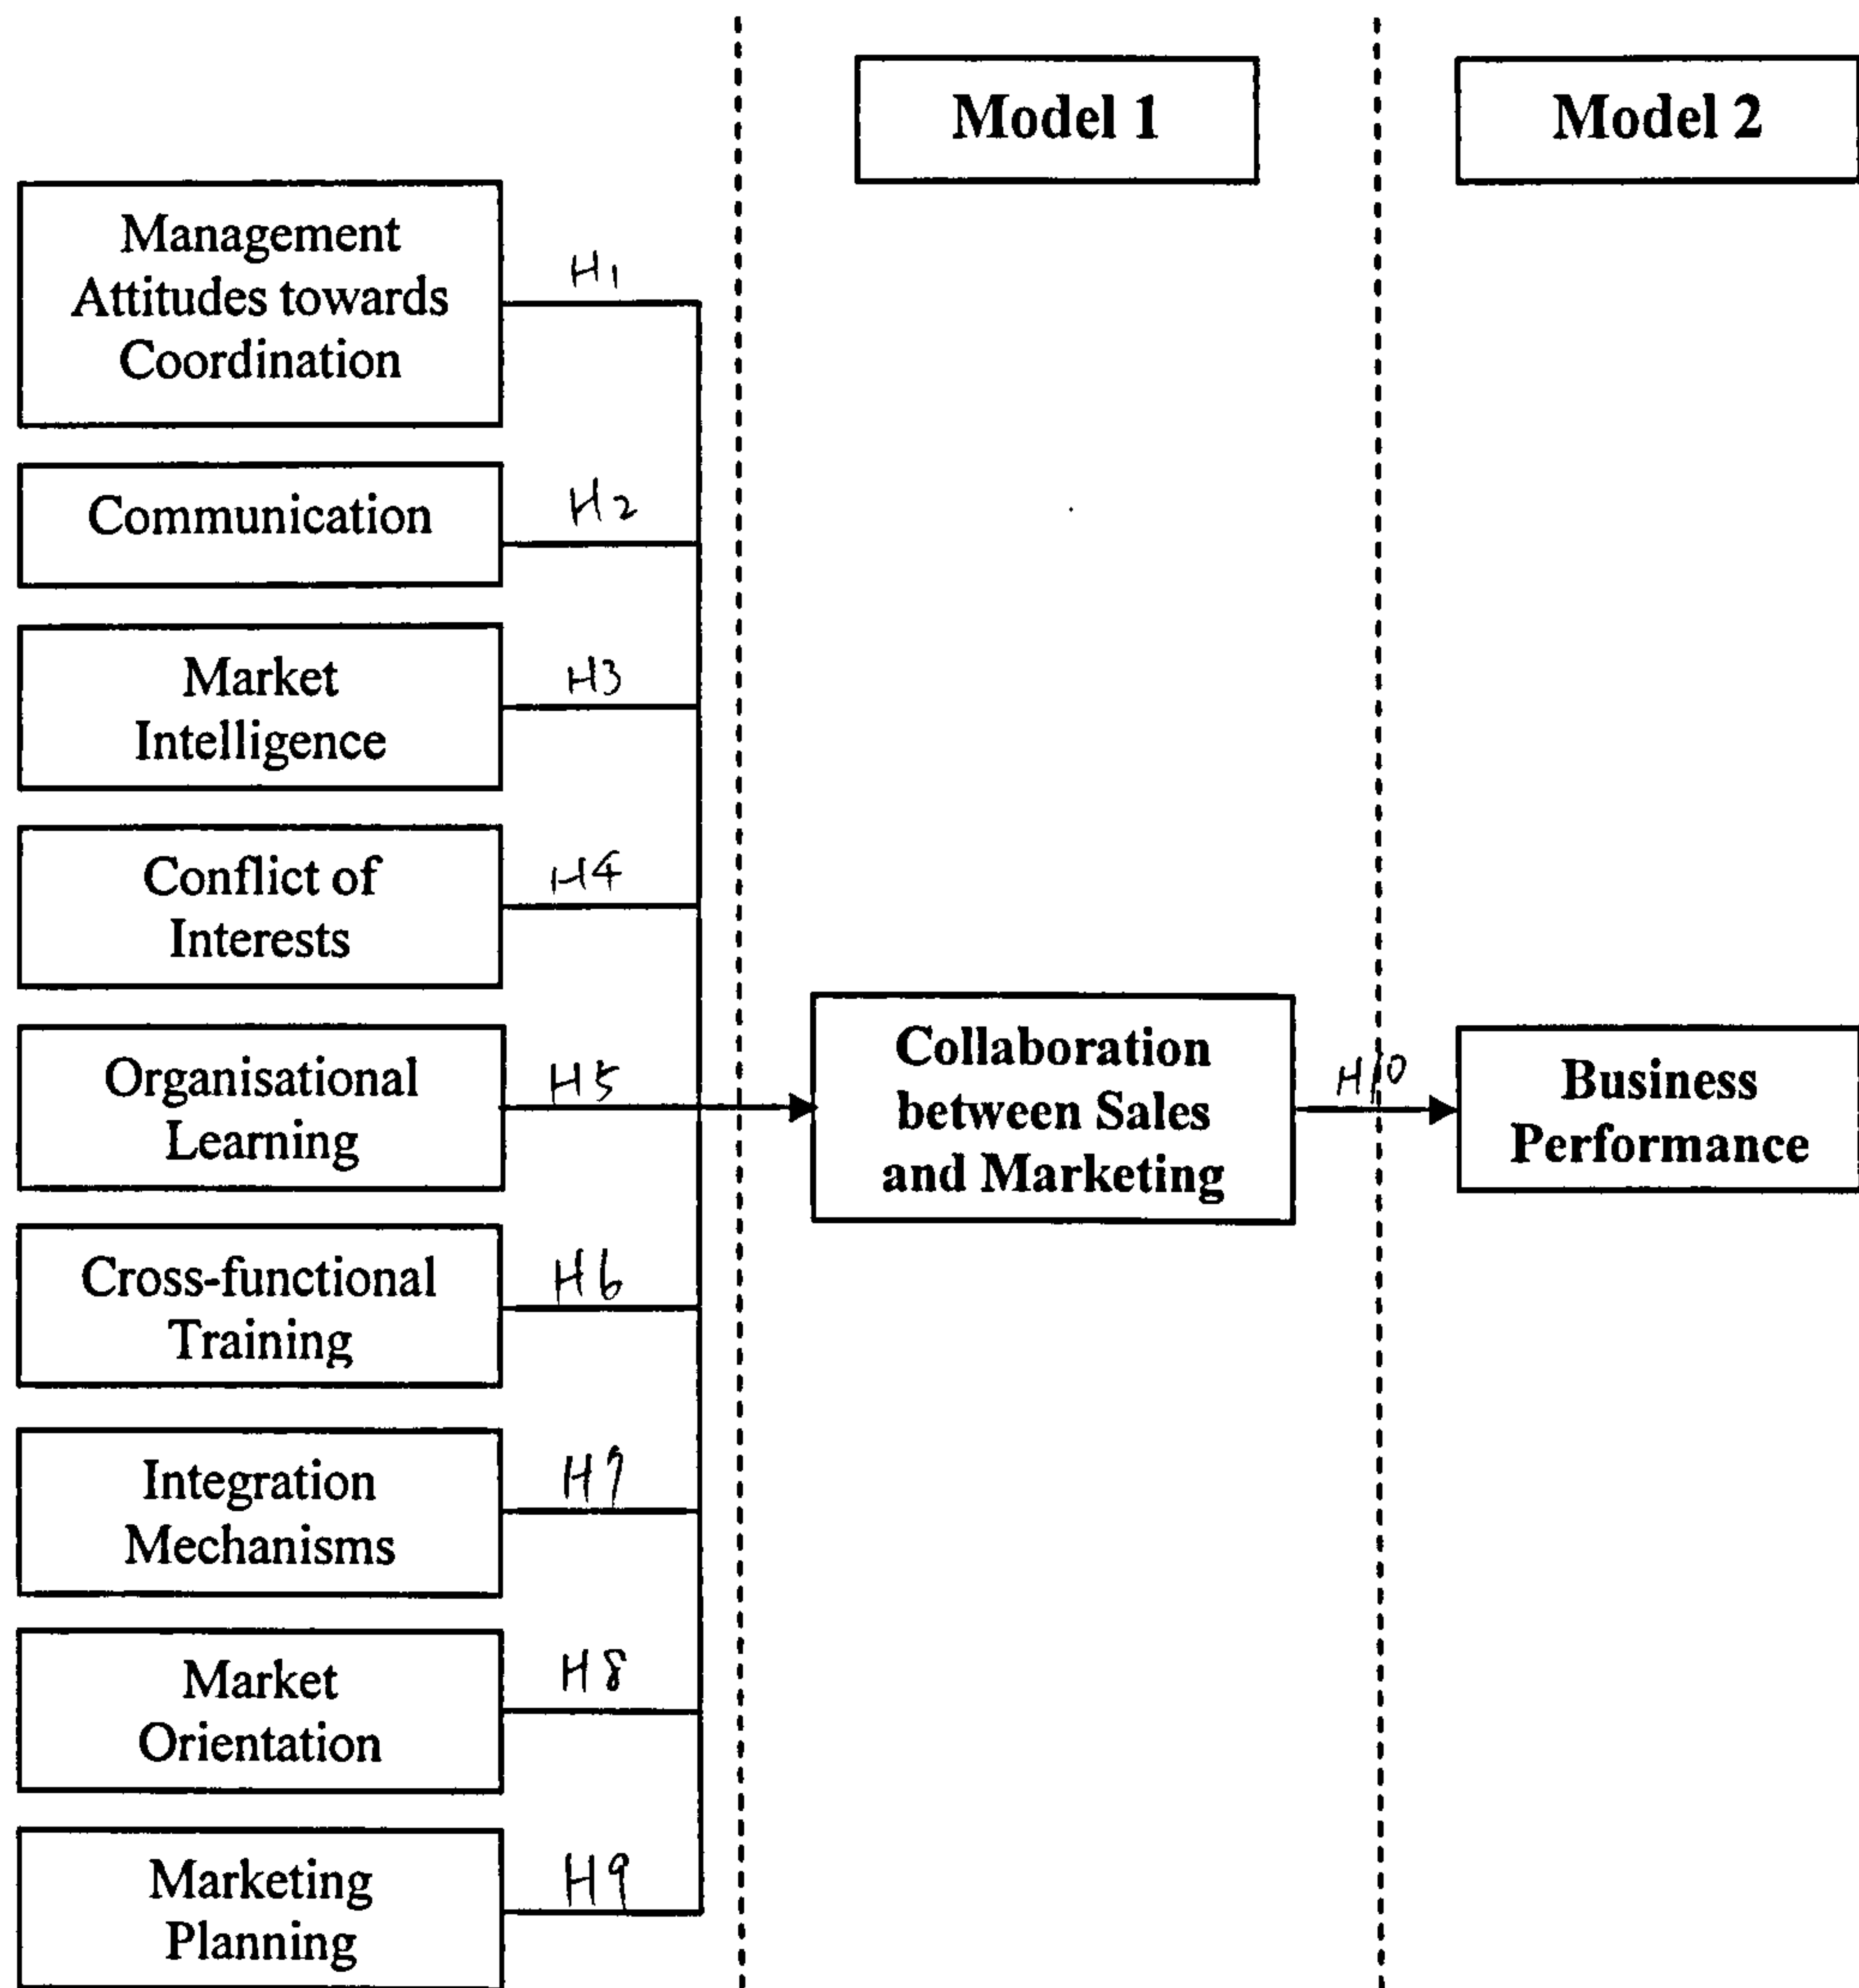 Model 1
Model 2
Management
Attitudes towards
Coordination
H1
Communication
H2
Market
Intelligence
H3
Conflict of
Interests
H4
Organisational
Learning
H5
Collaboration
between Sales
and Marketing
H10
Business
Performance
Cross-functional
Training
H6
Integration
Mechanisms
H7
Market
Orientation
H8
Marketing
Planning
H9